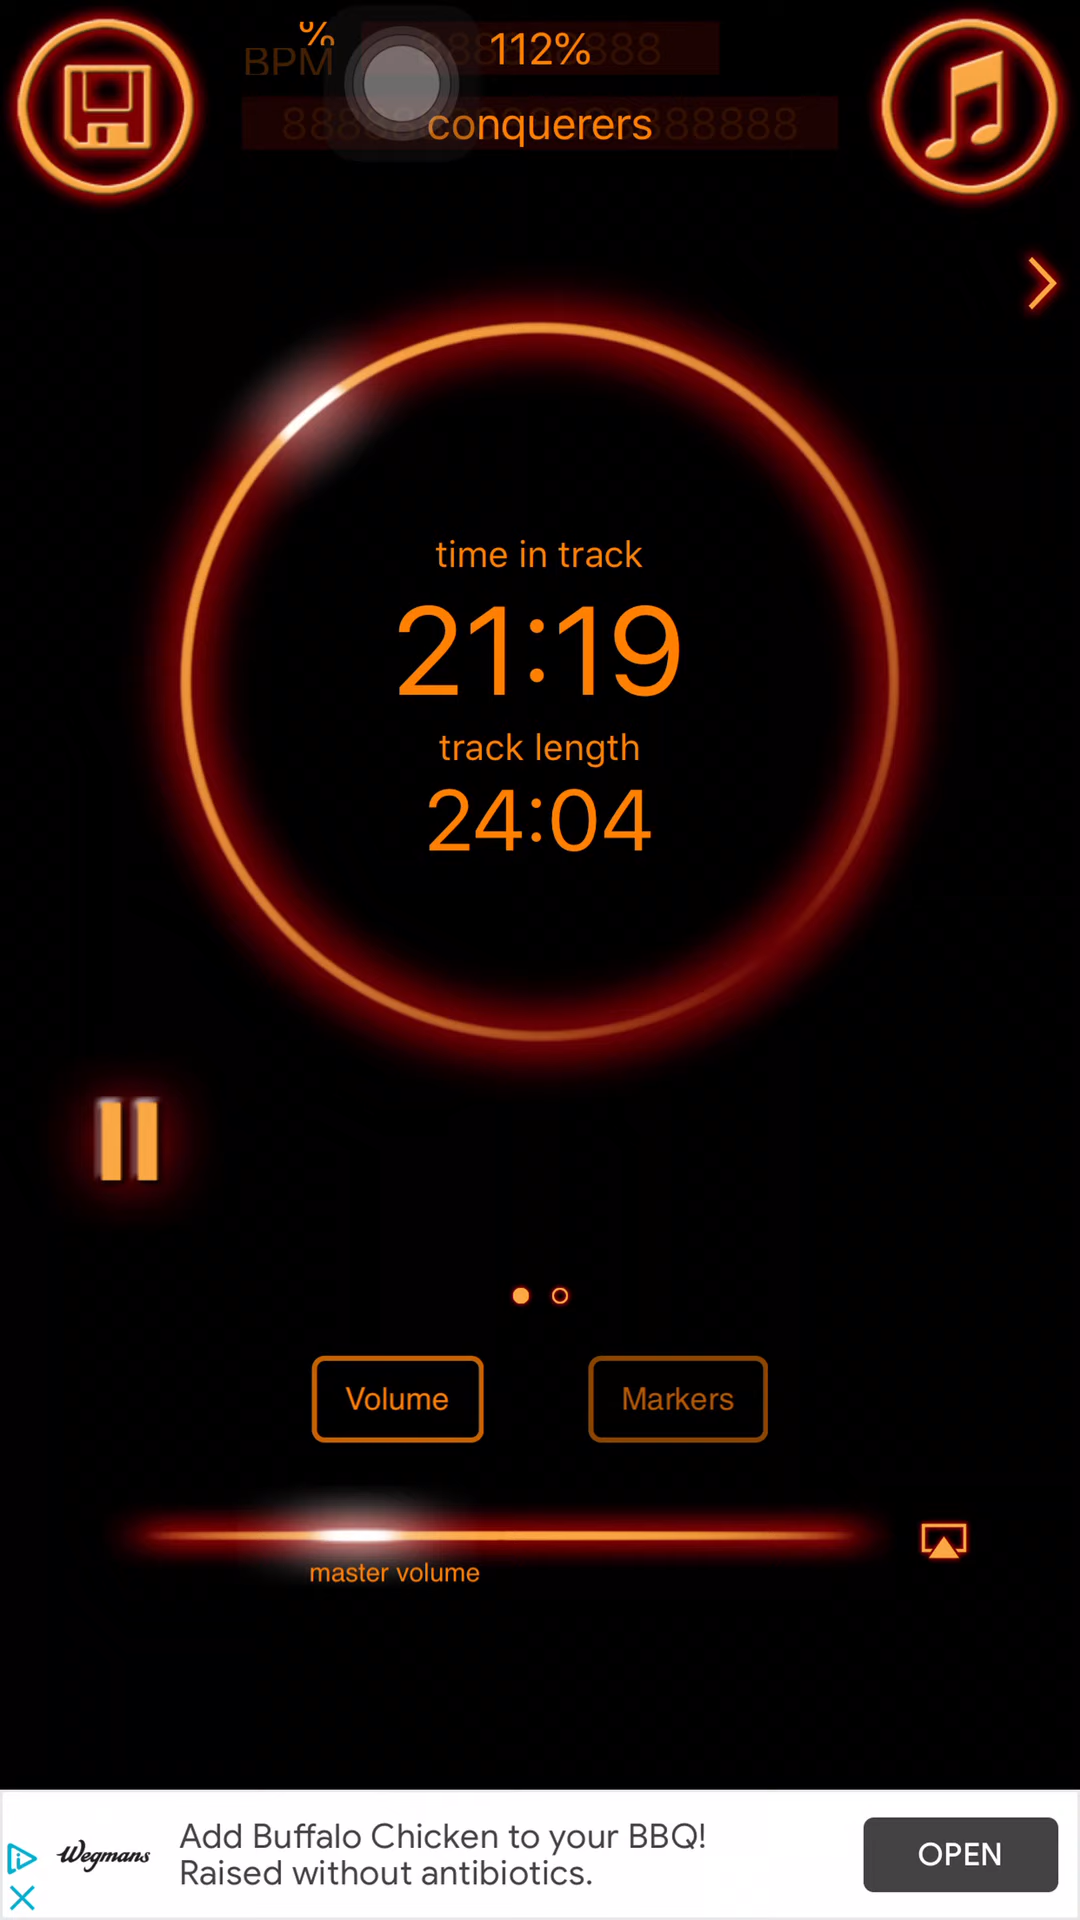 %
BPM
112%
conquerers
time in track
21:19
track length
24:04
Volume
Markers
master volume
Wegmans
Add Buffalo Chicken to your BBQ!
Raised without antibiotics.
OPEN